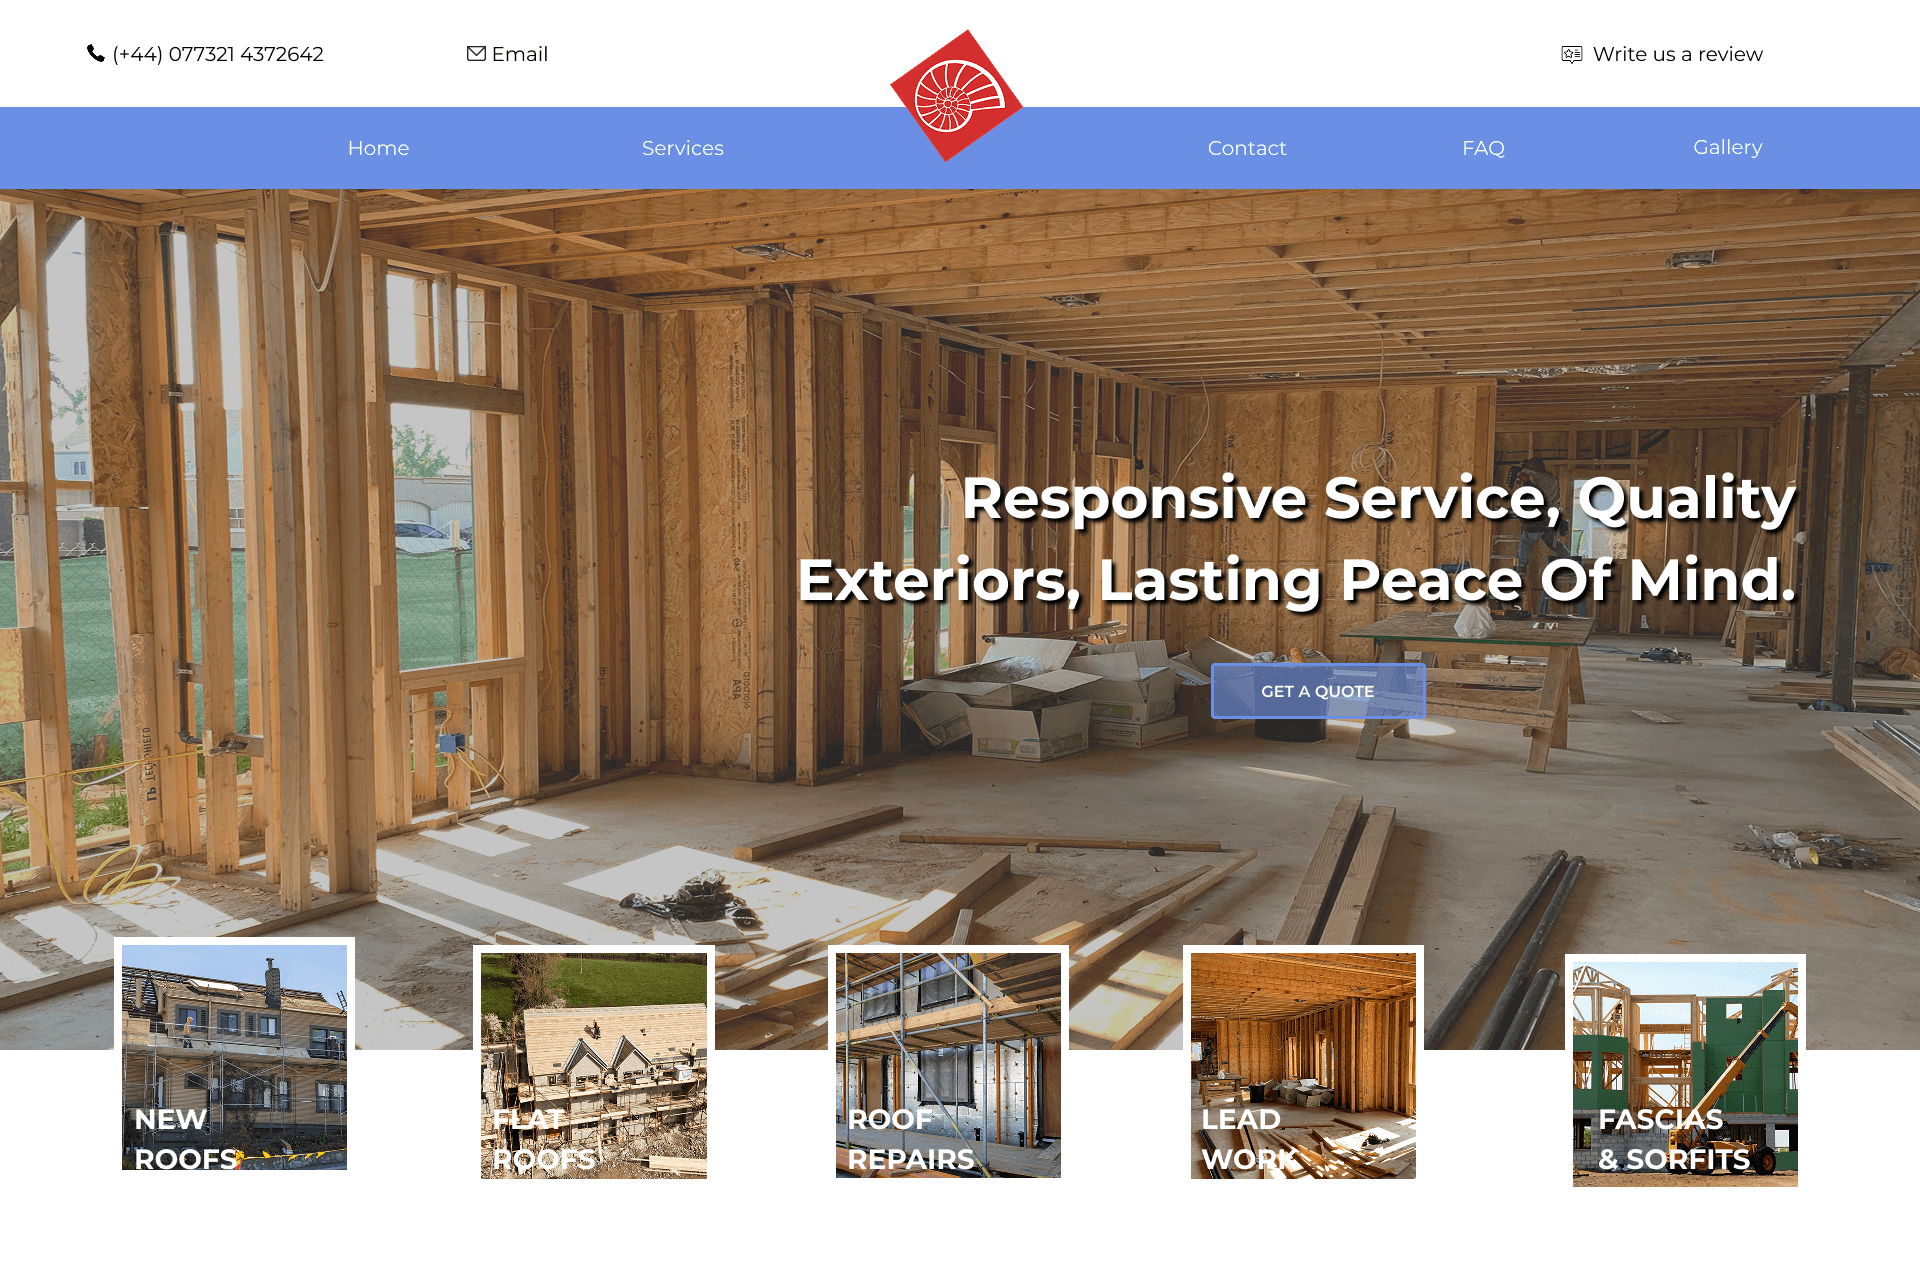 (+44) 077321 4372642
Email
Write us a review
Home
Services
Contact
FAQ
Gallery
Responsive Service, Quality
Exteriors, Lasting Peace Of Mind.
GET A QUOTE
NEW
ROOFS
FLAT
ROOFS
ROOF
REPAIRS
LEAD
WORK
FASCIAS
& SORFITS